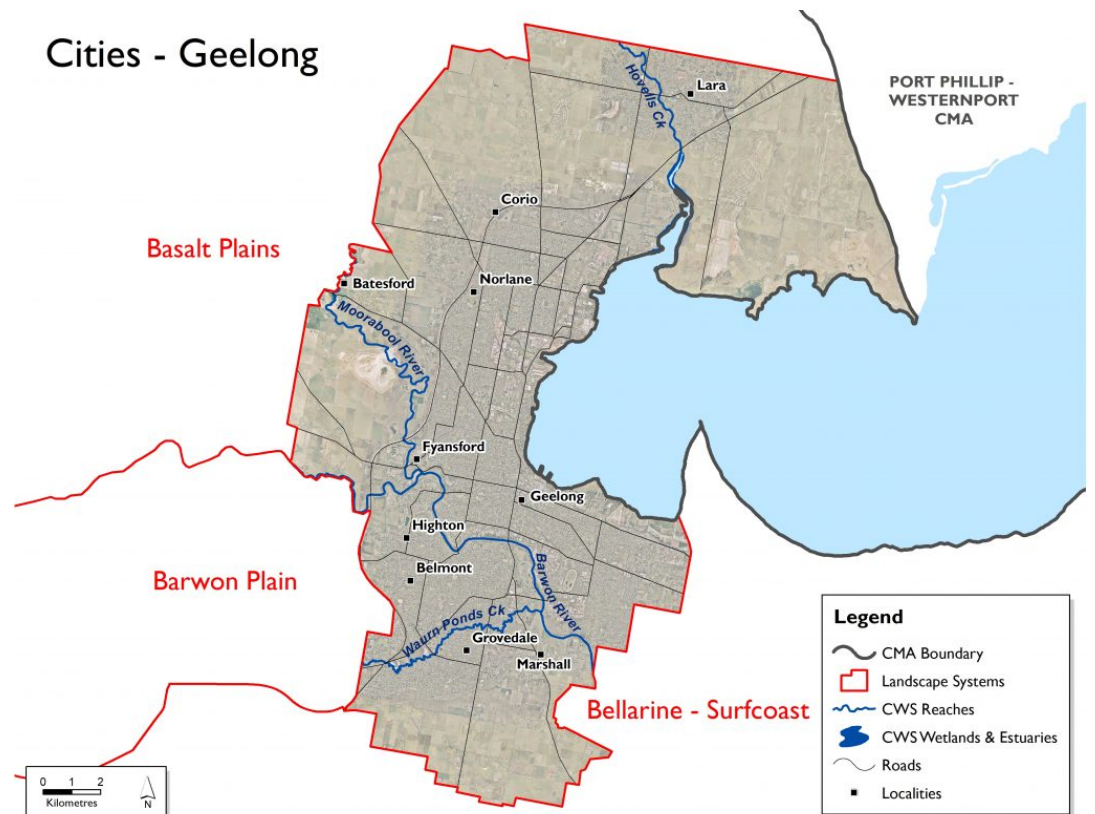 Cities - Geelong
PORT PHILLIP -
WESTERNPORT
CMA
Hovells Ck
Lara
Corio
Basalt Plains
Batesford
Norlane
Moorabool River
Fyansford
Geelong
Highton
Belmont
Barwon River
Barwon Plain
Waurn Ponds Ck
Grovedale
Marshall
Bellarine - Surfcoast
Legend
CMA Boundary
Landscape Systems
CWS Reaches
CWS Wetlands & Estuaries
Roads
Localities
0 1 2
Kilometres
N